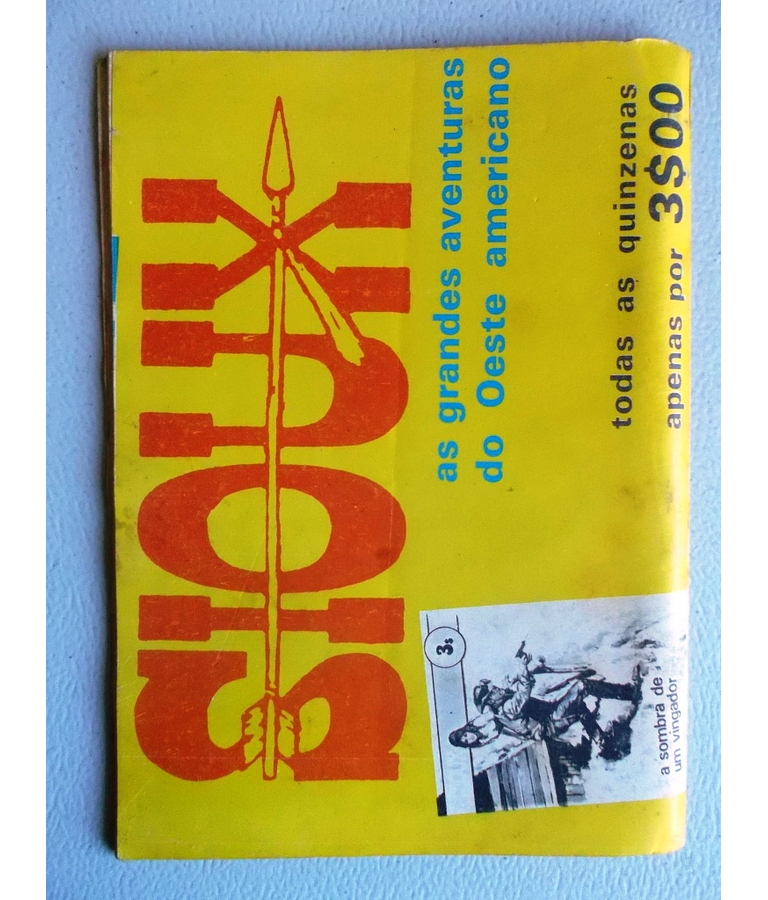 SIOUX
as grandes aventuras
do Oeste americano
todas as quinzenas
apenas por 3$00
3$
a sombra de
um vingador